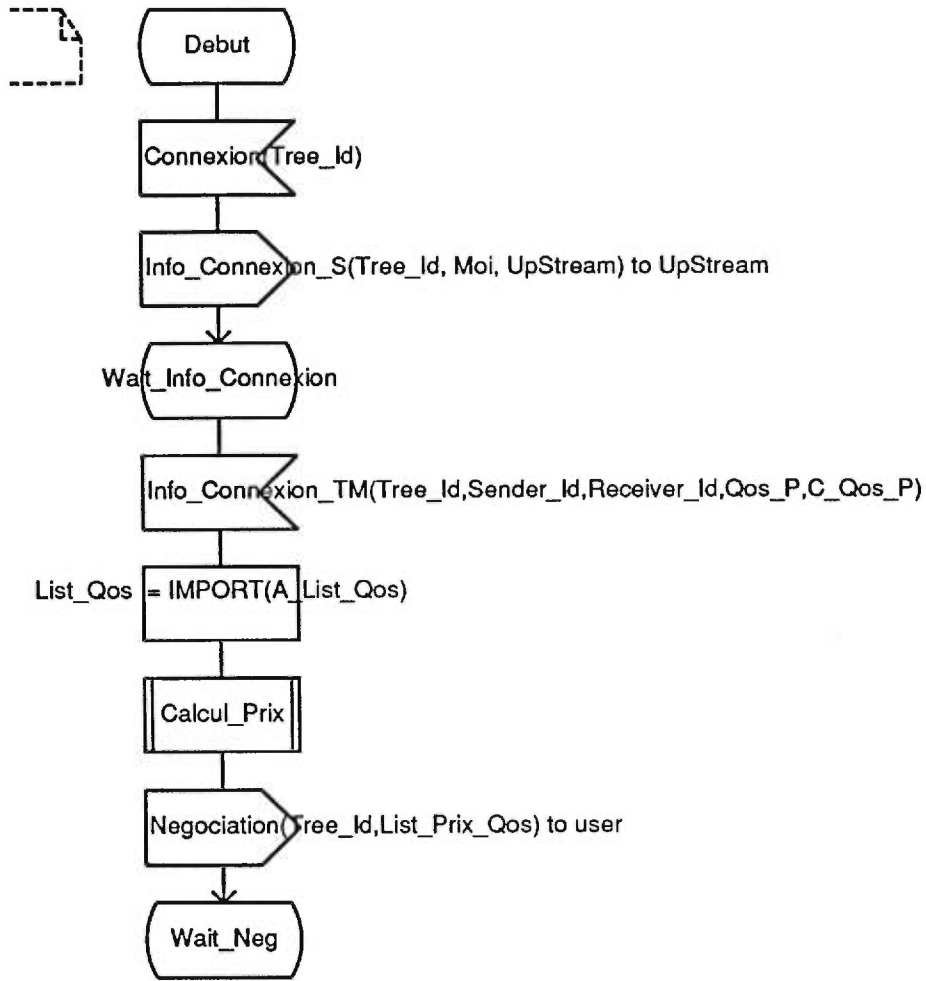 Debut
Connexion(Tree_Id)
Info_Connexion_S(Tree_Id, Moi, UpStream) to UpStream
Wait_Info_Connexion
Info_Connexion_TM(Tree_Id,Sender_Id,Receiver_Id,Qos_P,C_Qos_P)
List_Qos = IMPORT(A_List_Qos)
Calcul_Prix
Negociation(Tree_Id,List_Prix_Qos) to user
Wait_Neg